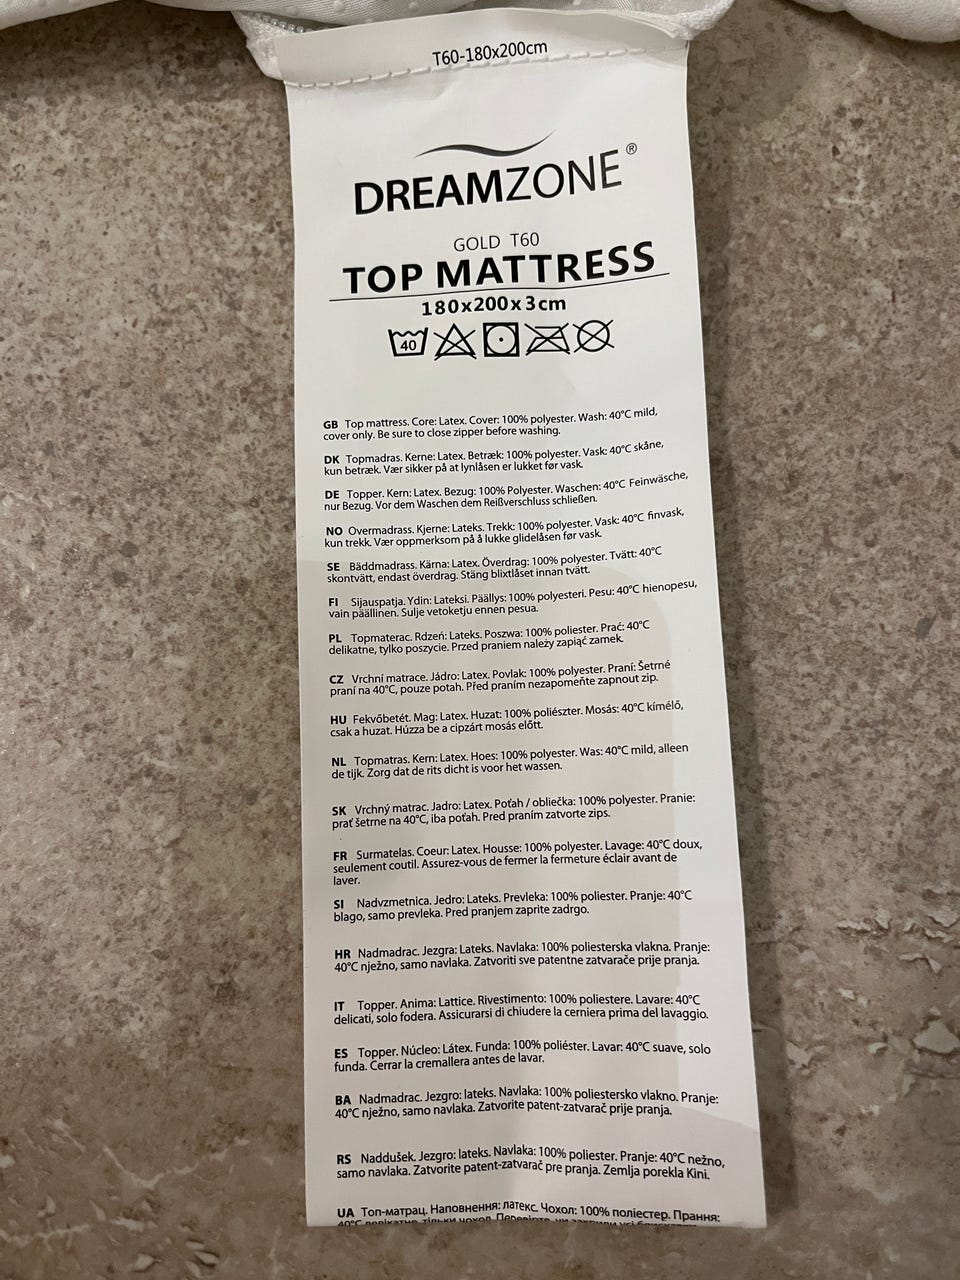 T60-180x200cm
DREAMZONE®
GOLD T60
TOP MATTRESS
180x200x3cm
40
GB Top mattress. Core: Latex. Cover: 100% polyester. Wash: 40°C mild,
cover only. Be sure to close zipper before washing.
DK Topmadras. Kerne: Latex. Betræk: 100% polyester. Vask: 40°C skåne,
kun betræk. Vær sikker på at lynlåsen er lukket før vask.
DE Topper. Kern: Latex. Bezug: 100% Polyester. Waschen: 40°C Feinwäsche,
nur Bezug. Vor dem Waschen dem Reißverschluss schließen.
NO Overmadrass. Kjerne: Lateks. Trekk: 100% polyester. Vask: 40°C finvask,
kun trekk. Vær oppmerksom på å lukke glidelåsen før vask.
SE Bäddmadrass. Kärna: Latex. Överdrag: 100% polyester. Tvätt: 40°C
skontvätt, endast överdrag. Stäng blixtlåset innan tvätt.
FI Sijauspatja. Ydin: Lateksi. Päällys: 100% polyesteri. Pesu: 40°C hienopesu,
vain päällinen. Sulje vetoketju ennen pesua.
PL Topmaterac. Rdzeń: Lateks. Poszwa: 100% poliester. Prać: 40°C
delikatne, tylko poszycie. Przed praniem należy zapiąć zamek.
CZ Vrchní matrace. Jádro: Latex. Povlak: 100% polyester. Praní: Šetrné
praní na 40°C, pouze potah. Před praním nezapomeňte zapnout zip.
HU Fekvőbetét. Mag: Latex. Huzat: 100% poliészter. Mosás: 40°C kímélő,
csak a huzat. Húzza be a cipzárt mosás előtt.
NL Topmatras. Kern: Latex. Hoes: 100% polyester. Was: 40°C mild, alleen
de tijk. Zorg dat de rits dicht is voor het wassen.
SK Vrchný matrac. Jadro: Latex. Poťah / obliečka: 100% polyester. Pranie:
prať šetrne na 40°C, iba poťah. Pred praním zatvorte zips.
FR Surmatelas. Coeur: Latex. Housse: 100% polyester. Lavage: 40°C doux,
seulement coutil. Assurez-vous de fermer la fermeture éclair avant de
laver.
SI Nadvzmetnica. Jedro: Lateks. Prevleka: 100% poliester. Pranje: 40°C
blago, samo prevleka. Pred pranjem zaprite zadrgo.
HR Nadmadrac. Jezgra: Lateks. Navlaka: 100% poliesterska vlakna. Pranje:
40°C nježno, samo navlaka. Zatvoriti sve patentne zatvarače prije pranja.
IT Topper. Anima: Lattice. Rivestimento: 100% poliestere. Lavare: 40°C
delicati, solo fodera. Assicurarsi di chiudere la cerniera prima del lavaggio.
ES Topper. Núcleo: Látex. Funda: 100% poliéster. Lavar: 40°C suave, solo
funda. Cerrar la cremallera antes de lavar.
BA Nadmadrac. Jezgro: lateks. Navlaka: 100% poliestersko vlakno. Pranje:
40°C nježno, samo navlaka. Zatvorite patent-zatvarač prije pranja.
RS Naddušek. Jezgro: lateks. Navlaka: 100% poliester. Pranje: 40°C nežno,
samo navlaka. Zatvorite patent-zatvarač pre pranja. Zemlja porekla Kini.
UA Топ-матрац. Наповнення: латекс. Чохол: 100% поліестер. Прання:
40°C делікатне, тільки чохол.